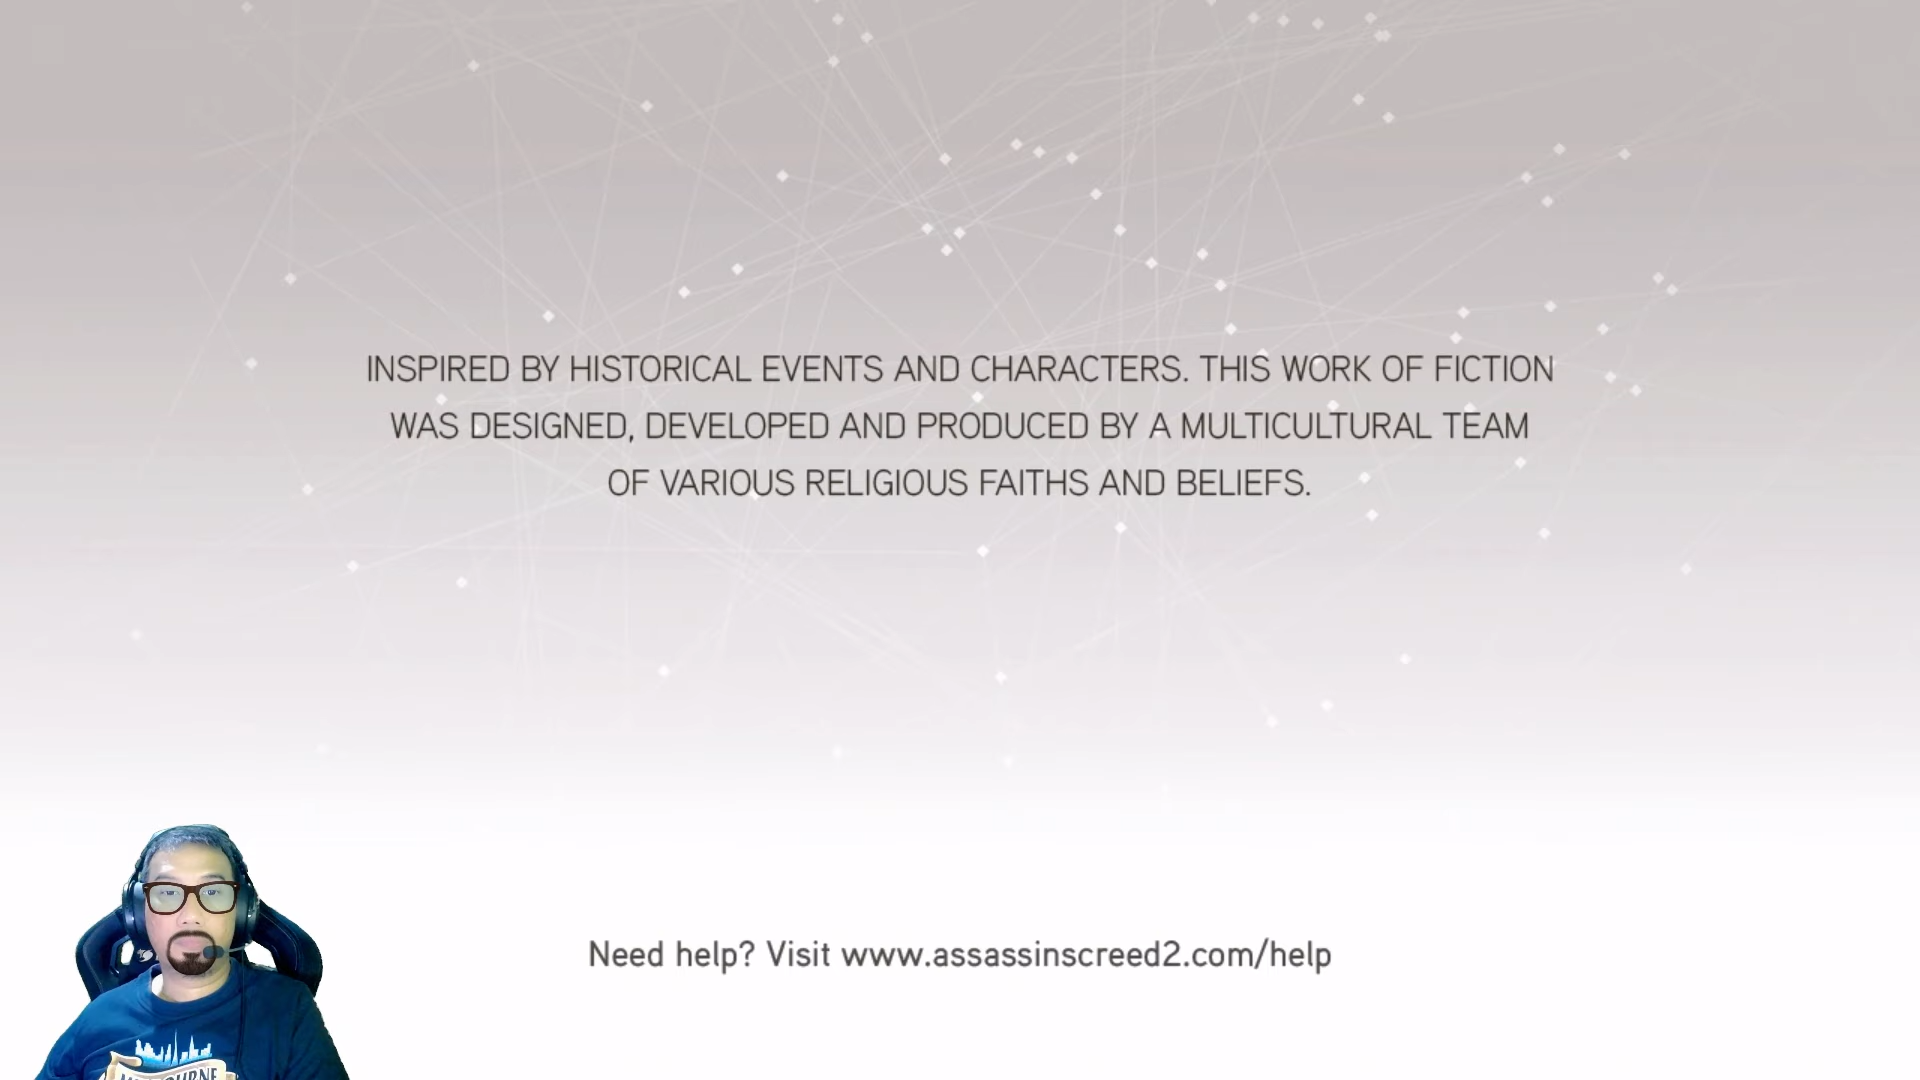 INSPIRED BY HISTORICAL EVENTS AND CHARACTERS. THIS WORK OF FICTION
WAS DESIGNED, DEVELOPED AND PRODUCED BY A MULTICULTURAL TEAM
OF VARIOUS RELIGIOUS FAITHS AND BELIEFS.
Need help? Visit www.assassinscreed2.com/help